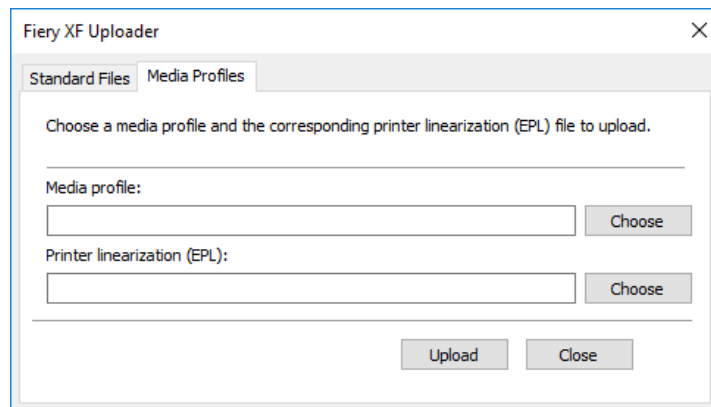 Fiery XF Uploader
Standard Files
Media Profiles
Choose a media profile and the corresponding printer linearization (EPL) file to upload.
Media profile:
Choose
Printer linearization (EPL):
Choose
Upload
Close